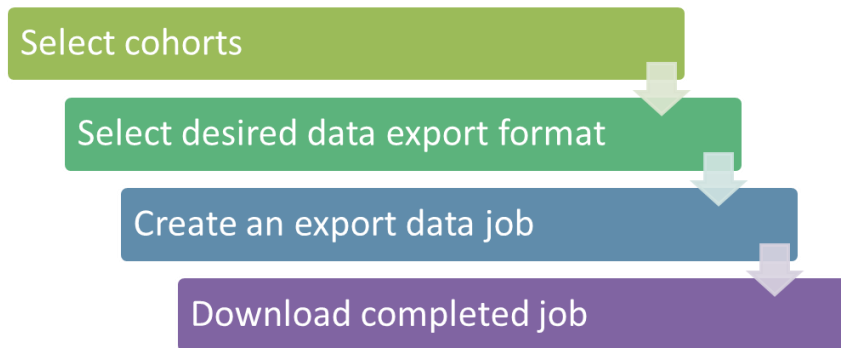 Select cohorts
Select desired data export format
Create an export data job
Download completed job